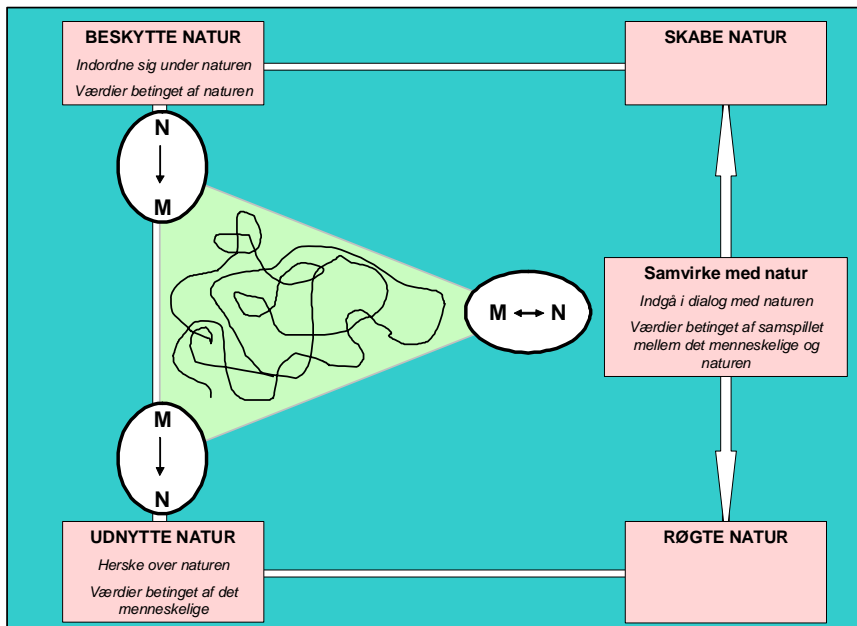 BESKYTTE NATUR
Indordne sig under naturen
Værdier betinget af naturen
SKABE NATUR
N
M
Samvirke med natur
Indgå i dialog med naturen
Værdier betinget af samspillet
mellem det menneskelige og
naturen
M N
M
N
UDNYTTE NATUR
Herske over naturen
Værdier betinget af det
menneskelige
RØGTE NATUR